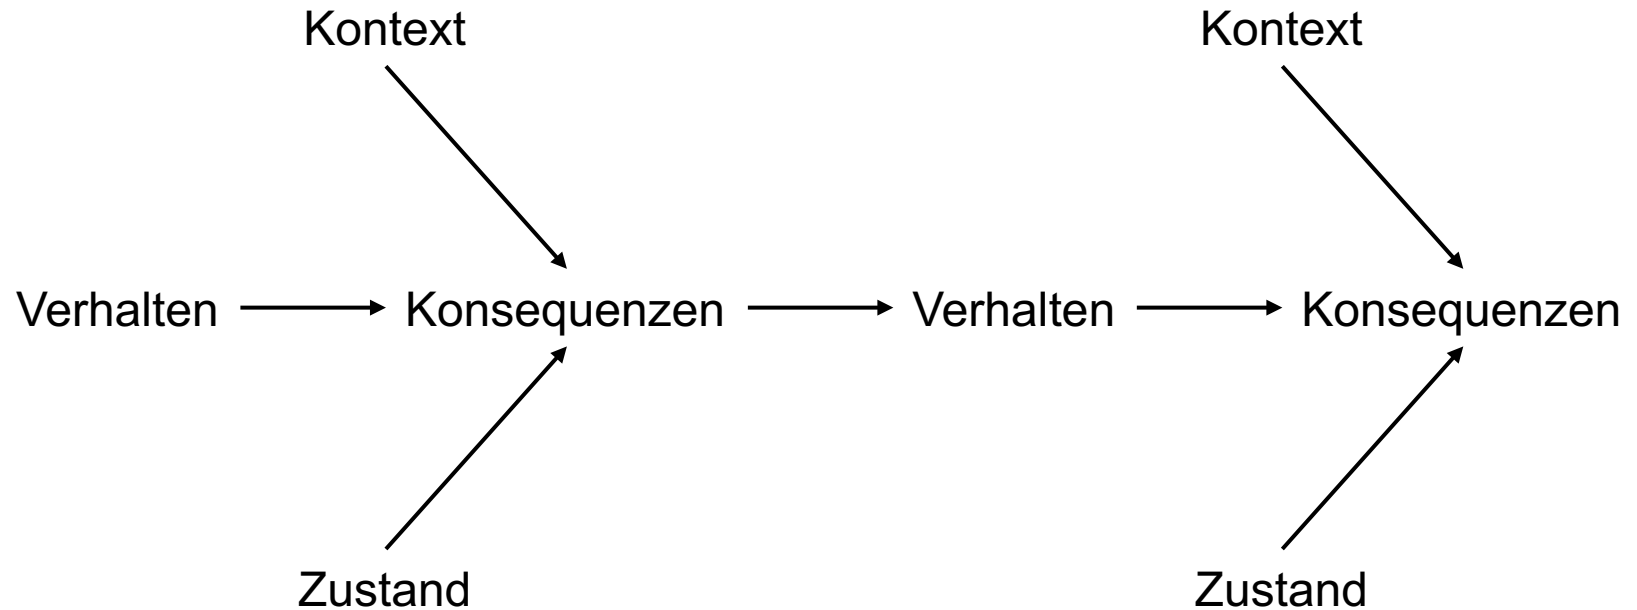 Kontext
Kontext
Verhalten
Konsequenzen
Verhalten
Konsequenzen
Zustand
Zustand